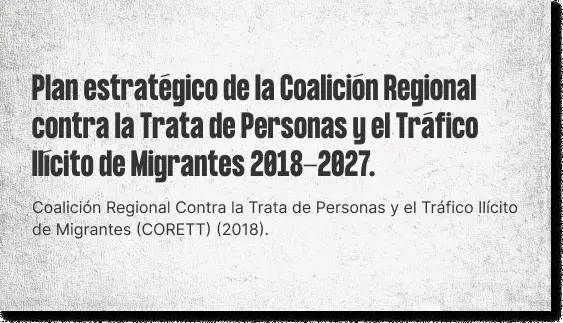 Plan estratégico de la Coalición Regional
contra la Trata de Personas y el Tráfico
Ilícito de Migrantes 2018–2027.
Coalición Regional Contra la Trata de Personas y el Tráfico Ilícito
de Migrantes (CORETT) (2018).